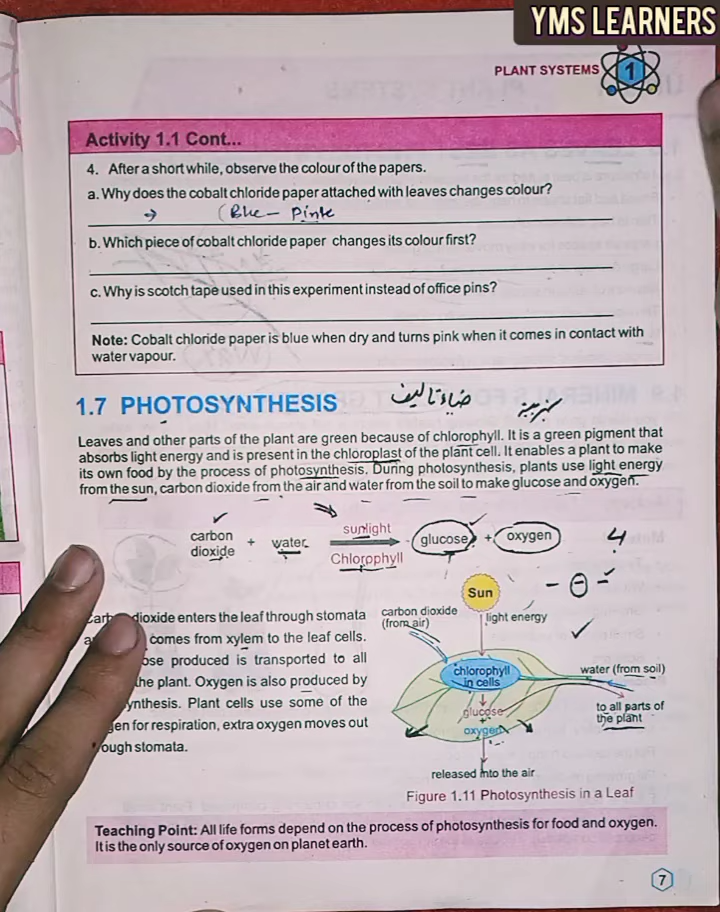 YMS LEARNERS
PLANT SYSTEMS 1
Activity 1.1 Cont...
4. After a short while, observe the colour of the papers.
a. Why does the cobalt chloride paper attached with leaves changes colour?
b. Which piece of cobalt chloride paper changes its colour first?
c. Why is scotch tape used in this experiment instead of office pins?
Note: Cobalt chloride paper is blue when dry and turns pink when it comes in contact with
water vapour.
1.7 PHOTOSYNTHESIS
ضیائی تالیف
Leaves and other parts of the plant are green because of chlorophyll. It is a green pigment that
absorbs light energy and is present in the chloroplast of the plant cell. It enables a plant to make
its own food by the process of photosynthesis. During photosynthesis, plants use light energy
from the sun, carbon dioxide from the air and water from the soil to make glucose and oxygen.
carbon dioxide + water sunlight Chlorophyll glucose + oxygen
4
dioxide enters the leaf through stomata
comes from xylem to the leaf cells.
ose produced is transported to all
the plant. Oxygen is also produced by
ynthesis. Plant cells use some of the
gen for respiration, extra oxygen moves out
ough stomata.
Sun
carbon dioxide
(from air)
light energy
chlorophyll
in cells
water (from soil)
glucose
+
oxygen
to all parts of
the plant
released into the air
Figure 1.11 Photosynthesis in a Leaf
Teaching Point: All life forms depend on the process of photosynthesis for food and oxygen.
It is the only source of oxygen on planet earth.
7